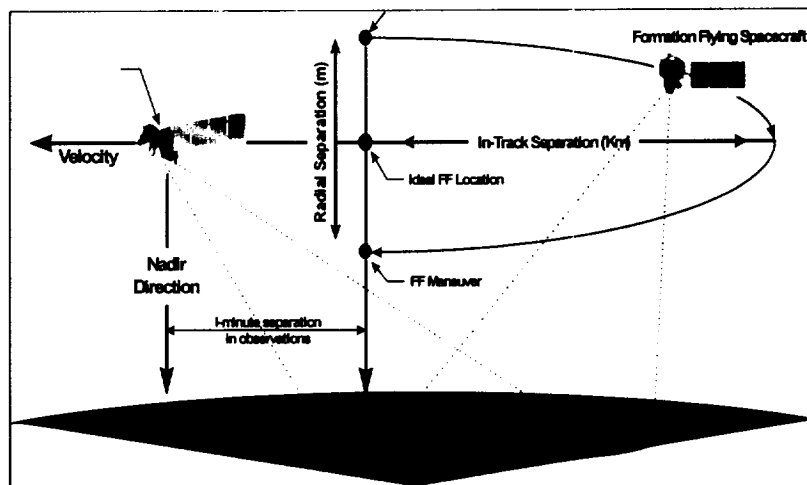 Formation Flying Spacecraft
Radial Separation (m)
In-Track Separation (Km)
Velocity
Ideal FF Location
Nadir
Direction
FF Maneuver
I-minute separation
in observations